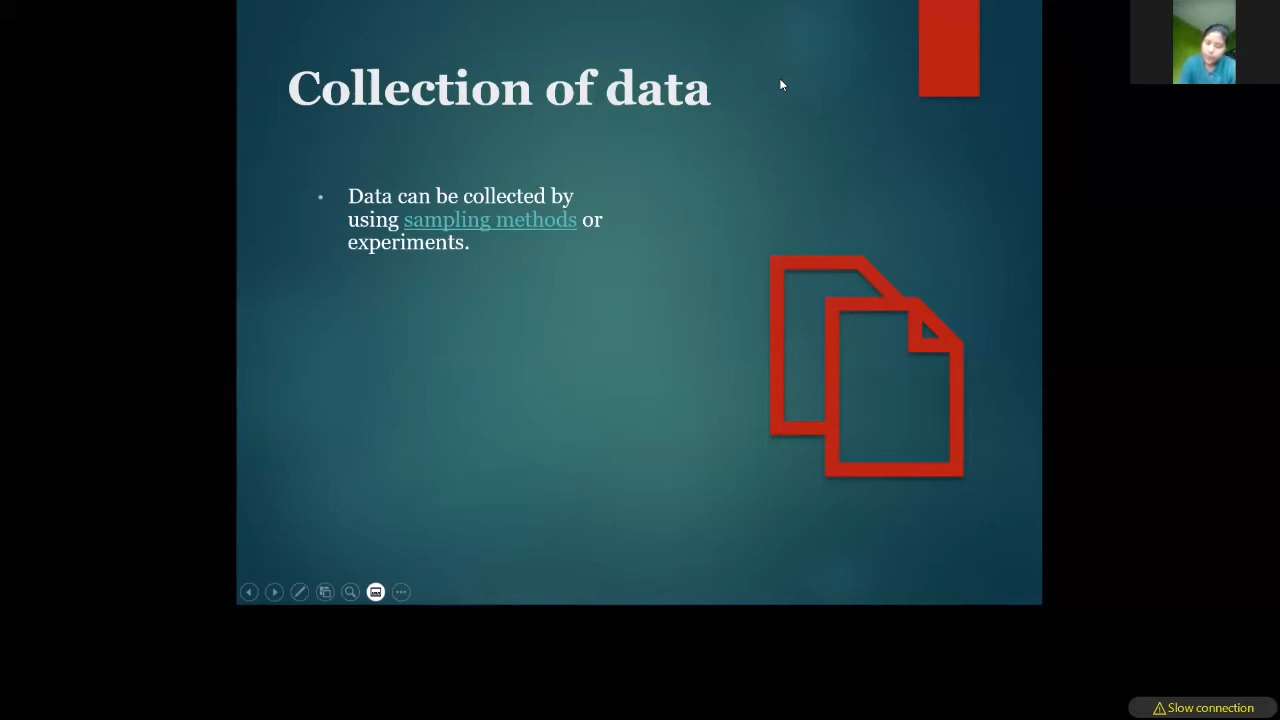 Collection of data
• Data can be collected by
using sampling methods or
experiments.
Slow connection